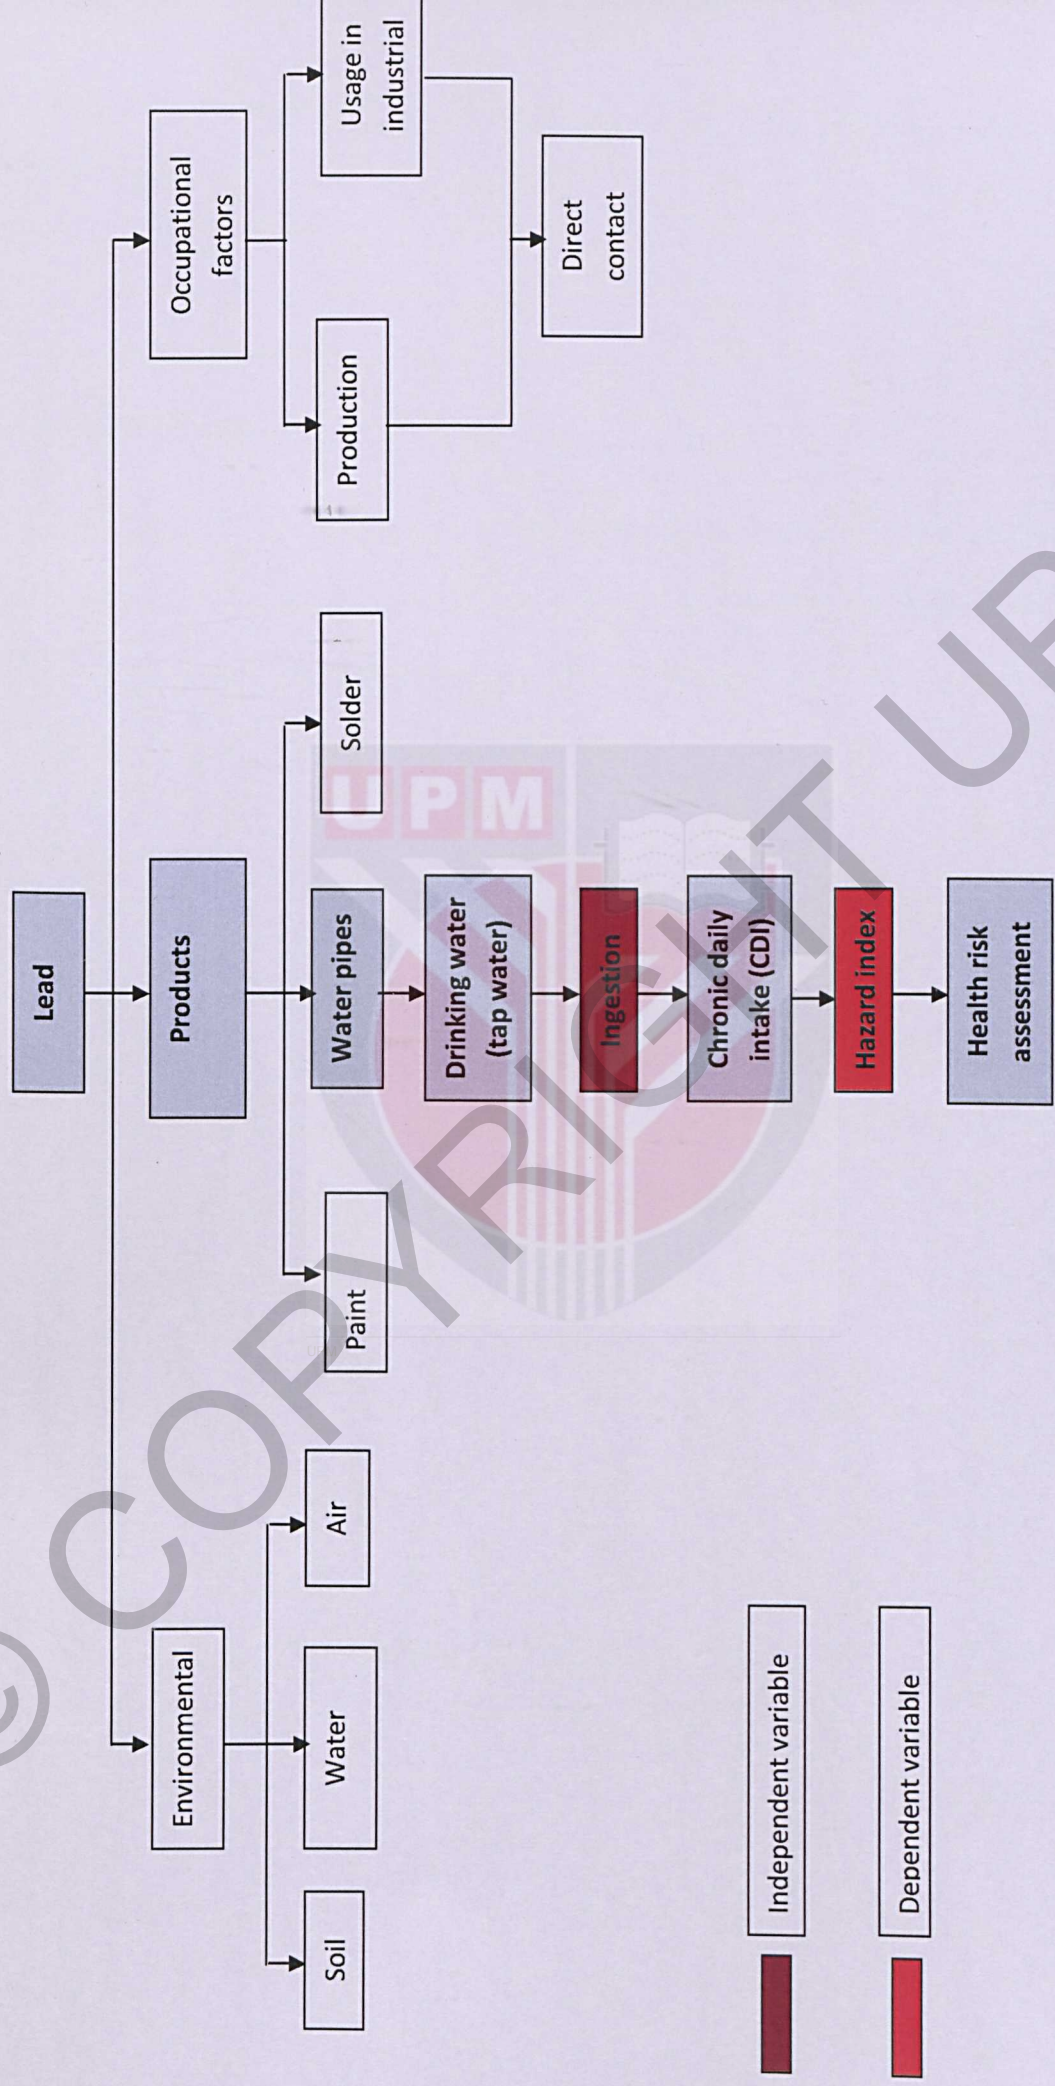 Lead
Environmental
Products
Occupational
factors
Soil
Water
Air
Paint
Water pipes
Solder
Production
Usage in
industrial
Drinking water
(tap water)
Direct
contact
Ingestion
Chronic daily
intake (CDI)
Hazard index
Health risk
assessment
Independent variable
Dependent variable
UPM
© COPYRIGHT UP